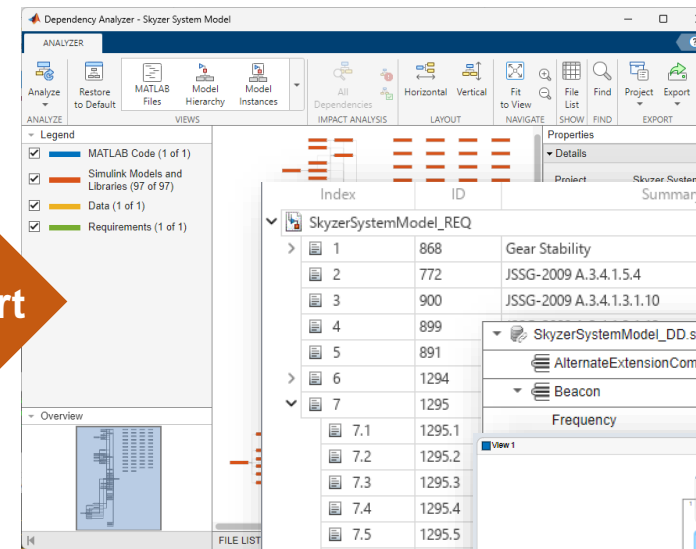 Dependency Analyzer - Skyzer System Model
ANALYZER
Analyze
Restore to Default
MATLAB Files
Model Hierarchy
Model Instances
All Dependencies
Horizontal
Vertical
Fit to View
File List
Find
Project
Export
ANALYZE
VIEWS
IMPACT ANALYSIS
LAYOUT
NAVIGATE
SHOW
FIND
EXPORT
Legend
MATLAB Code (1 of 1)
Simulink Models and
Libraries (97 of 97)
Data (1 of 1)
Requirements (1 of 1)
rt
Overview
FILE LIST
Properties
Details
Project Skyzer System
Index ID Summary
SkyzerSystemModel_REQ
1 868 Gear Stability
2 772 JSSG-2009 A.3.4.1.5.4
3 900 JSSG-2009 A.3.4.1.3.1.10
4 899
5 891
6 1294
7 1295
7.1 1295.1
7.2 1295.2
7.3 1295.3
7.4 1295.4
7.5 1295.5
SkyzerSystemModel_DD.s
AlternateExtensionCom
Beacon
Frequency
View 1